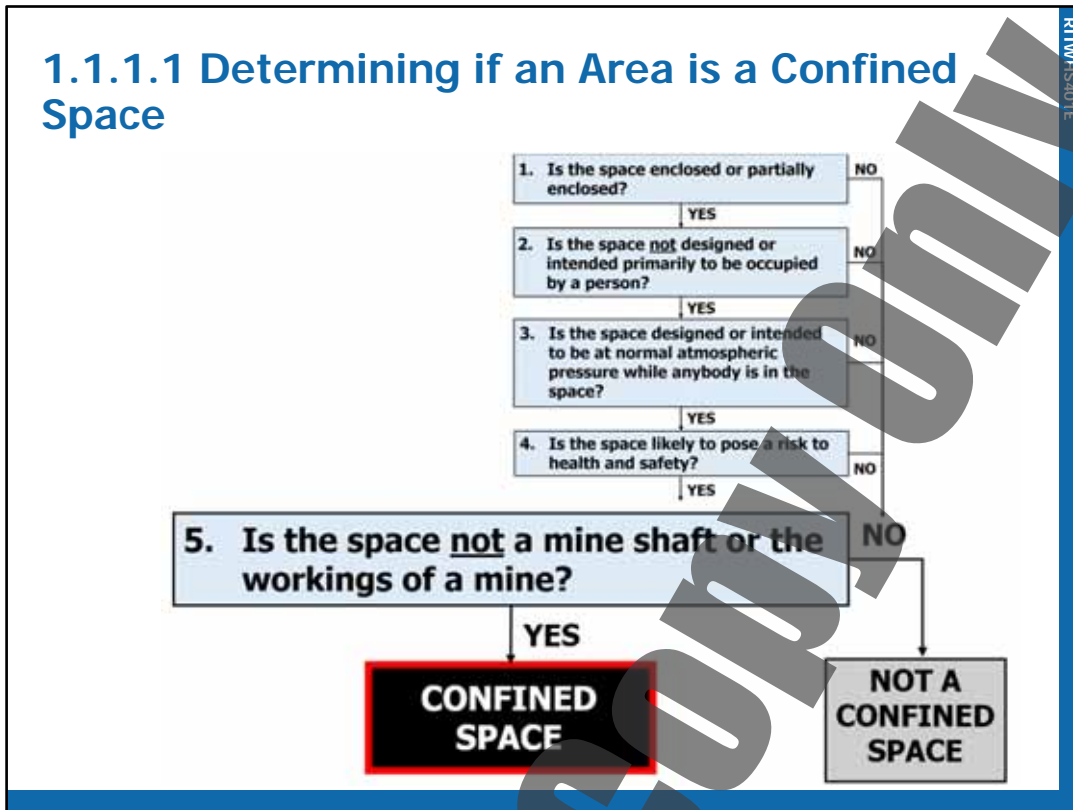 RIIWHS401E
1.1.1.1 Determining if an Area is a Confined
Space
1. Is the space enclosed or partially
enclosed?
NO
YES
2. Is the space not designed or
intended primarily to be occupied
by a person?
NO
YES
3. Is the space designed or intended
to be at normal atmospheric
pressure while anybody is in the
space?
NO
YES
4. Is the space likely to pose a risk to
health and safety?
NO
YES
5. Is the space not a mine shaft or the
workings of a mine?
NO
YES
CONFINED
SPACE
NOT A
CONFINED
SPACE
Copy Only